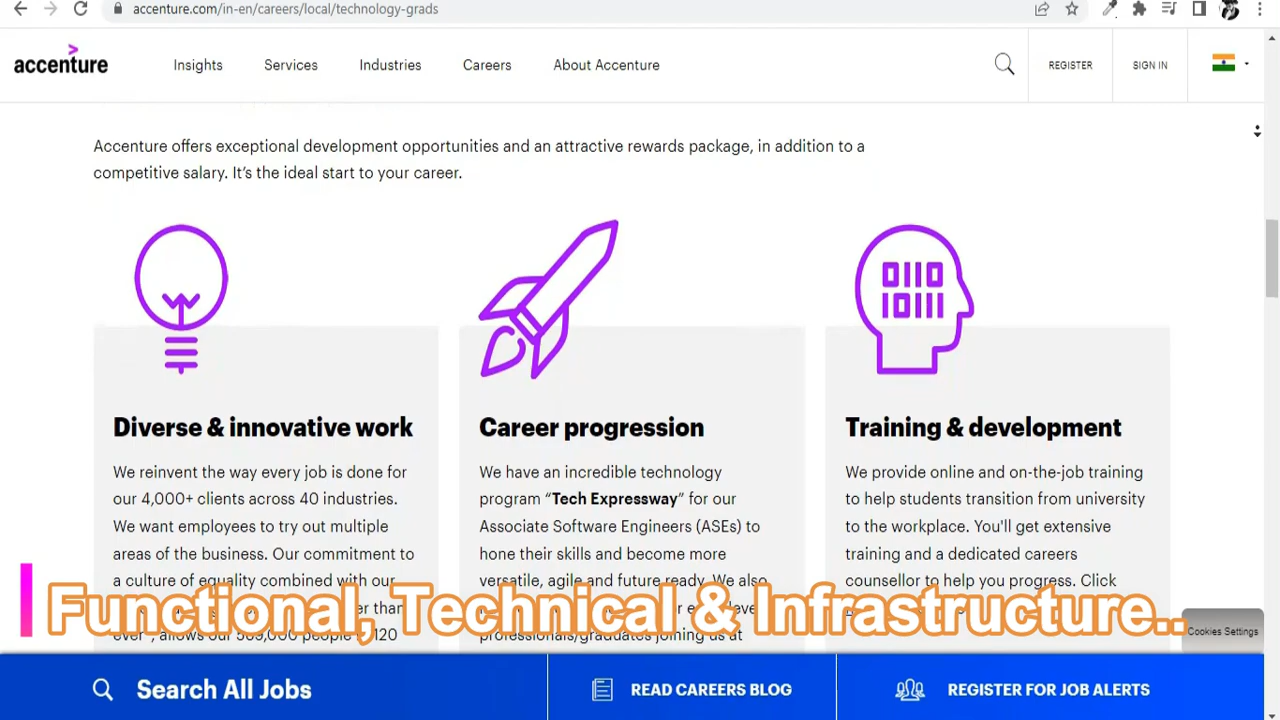 accenture.com/in-en/careers/local/technology-grads
accenture
Insights
Services
Industries
Careers
About Accenture
REGISTER
SIGN IN
Accenture offers exceptional development opportunities and an attractive rewards package, in addition to a
competitive salary. It's the ideal start to your career.
0110
10111
Diverse & innovative work
We reinvent the way every job is done for
our 4,000+ clients across 40 industries.
We want employees to try out multiple
areas of the business. Our commitment to
a culture of equality combined with our
Career progression
We have an incredible technology
program “Tech Expressway” for our
Associate Software Engineers (ASEs) to
hone their skills and become more
versatile, agile and future ready. We also
professionals/graduates joining us at
Training & development
We provide online and on-the-job training
to help students transition from university
to the workplace. You'll get extensive
training and a dedicated careers
counsellor to help you progress. Click
Functional, Technical & Infrastructure..
Cookies Settings
Search All Jobs
READ CAREERS BLOG
REGISTER FOR JOB ALERTS